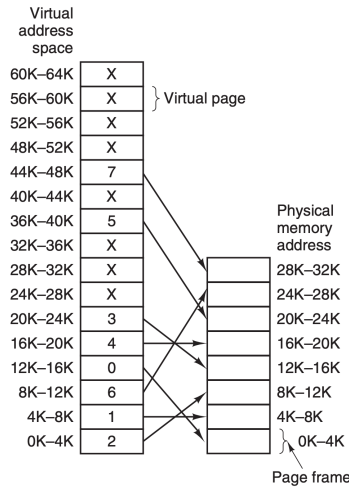 Virtual
address
space
60K–64K X
56K–60K X Virtual page
52K–56K X
48K–52K X
44K–48K 7
40K–44K X
36K–40K 5
32K–36K X
28K–32K X
24K–28K X
20K–24K 3
16K–20K 4
12K–16K 0
8K–12K 6
4K–8K 1
0K–4K 2
Physical
memory
address
28K–32K
24K–28K
20K–24K
16K–20K
12K–16K
8K–12K
4K–8K
0K–4K
Page frame